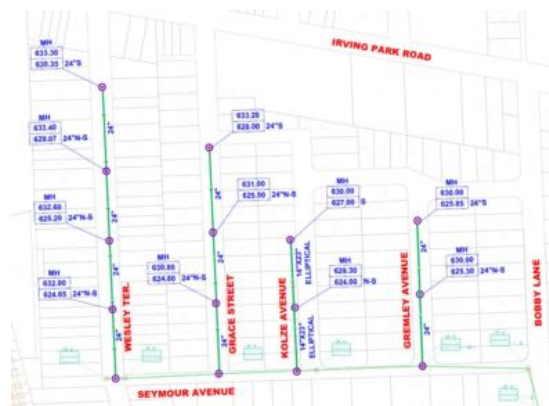 IRVING PARK ROAD
MH
633.30
630.35 24"S
24"
MH
633.40
629.07 24"N-S
24"
MH
632.60
625.20 24"N-S
24"
MH
632.80
624.85 24"N-S
24"
WESLEY TER.
633.20
628.00 24"S
24"
631.00
625.50 24"N-S
24"
MH
630.80
624.80 24"N-S
24"
GRACE STREET
MH
630.00
627.00 S
14"X23"
ELLIPTICAL
MH
628.30
624.80 N-S
14"X23"
ELLIPTICAL
KOLZE AVENUE
MH
630.00
625.85 24"S
24"
MH
630.00
625.30 24"N-S
24"
GREMLEY AVENUE
BOBBY LANE
SEYMOUR AVENUE